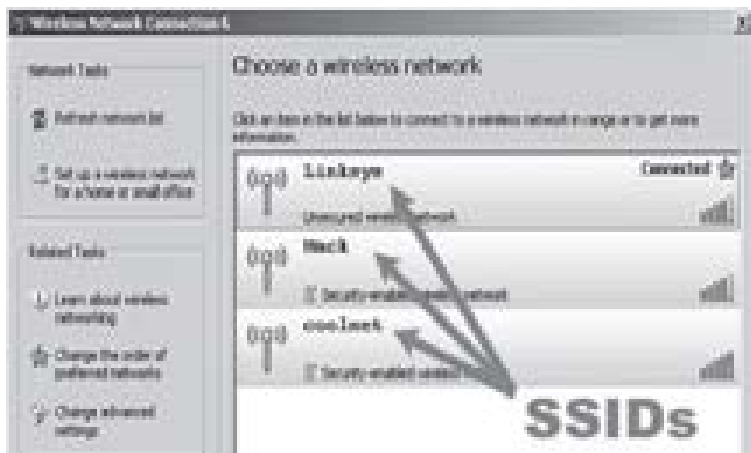 Wireless Network Connection
Network Tasks
Refresh network list
Set up a wireless network
for a home or small office
Related Tasks
Learn about wireless
networking
Change the order of
preferred networks
Change advanced
settings
Choose a wireless network
Click an item in the list below to connect to a wireless network in range or to get more
information.
Linksys
Connected
Unsecured wireless network
Mack
Security-enabled wireless network
coolnet
Security-enabled wireless
SSIDs